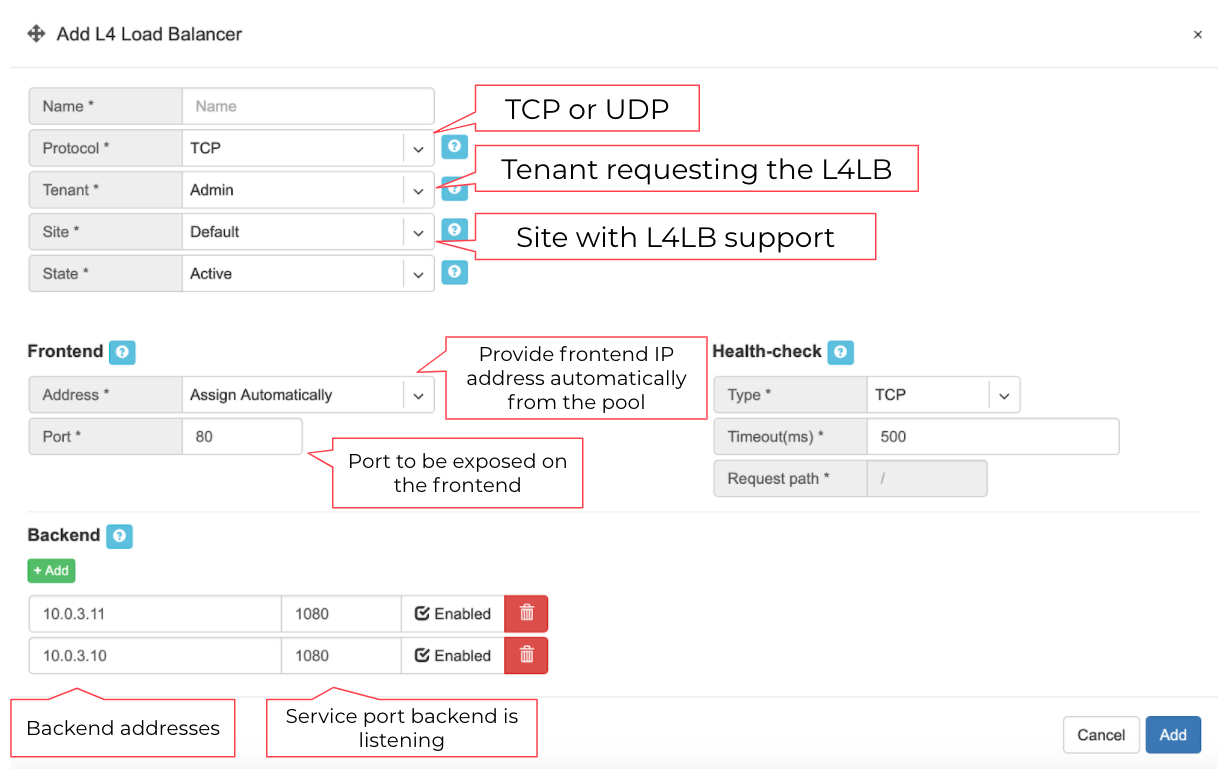 Add L4 Load Balancer
×
Name *
Name
TCP or UDP
Protocol *
TCP
?
Tenant requesting the L4LB
Tenant *
Admin
?
Site *
Default
?
Site with L4LB support
State *
Active
?
Frontend ?
Provide frontend IP
address automatically
from the pool
Address *
Assign Automatically
Port *
80
Port to be exposed on
the frontend
Health-check ?
Type *
TCP
Timeout(ms) *
500
Request path *
/
Backend ?
+ Add
10.0.3.11
1080
Enabled
10.0.3.10
1080
Enabled
Backend addresses
Service port backend is
listening
Cancel
Add